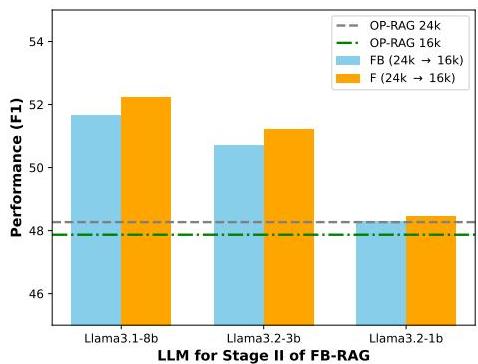 OP-RAG 24k
OP-RAG 16k
FB (24k → 16k)
F (24k → 16k)
Performance (F1)
54
52
50
48
46
Llama3.1-8b
Llama3.2-3b
Llama3.2-1b
LLM for Stage II of FB-RAG